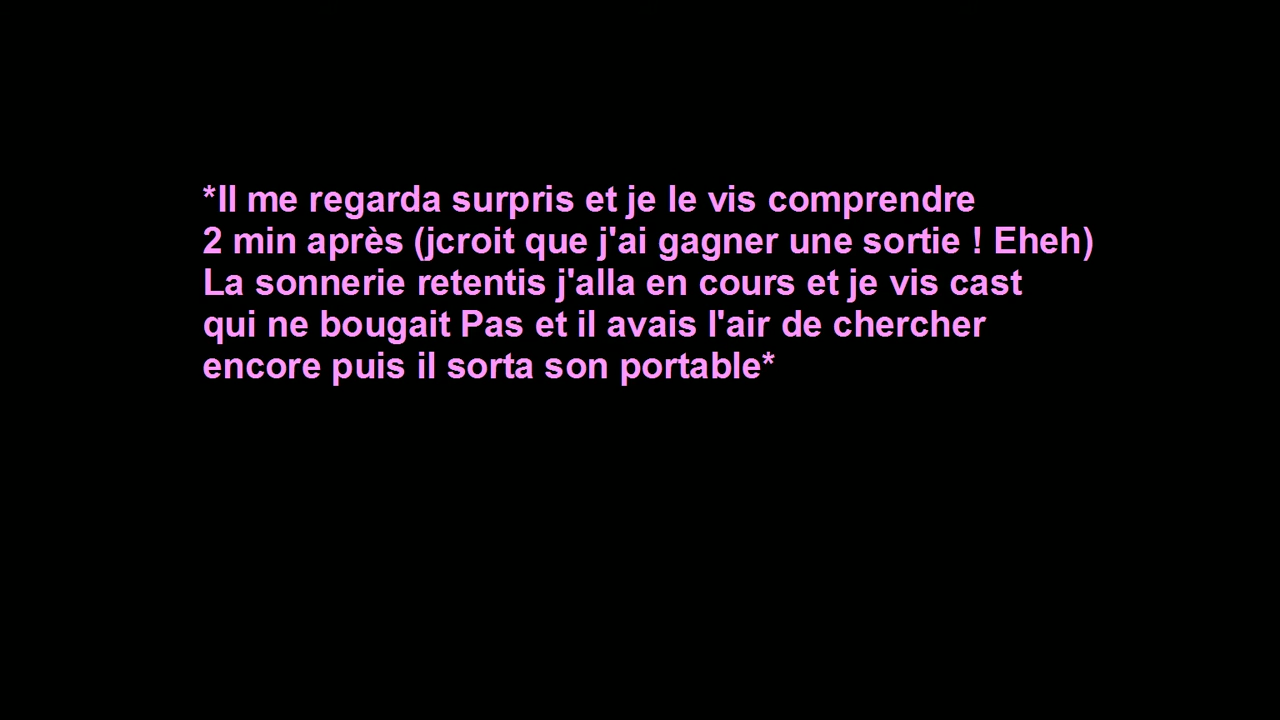 *Il me regarda surpris et je le vis comprendre
2 min après (jcroit que j'ai gagner une sortie ! Eheh)
La sonnerie retentis j'alla en cours et je vis cast
qui ne bougait Pas et il avais l'air de chercher
encore puis il sorta son portable*